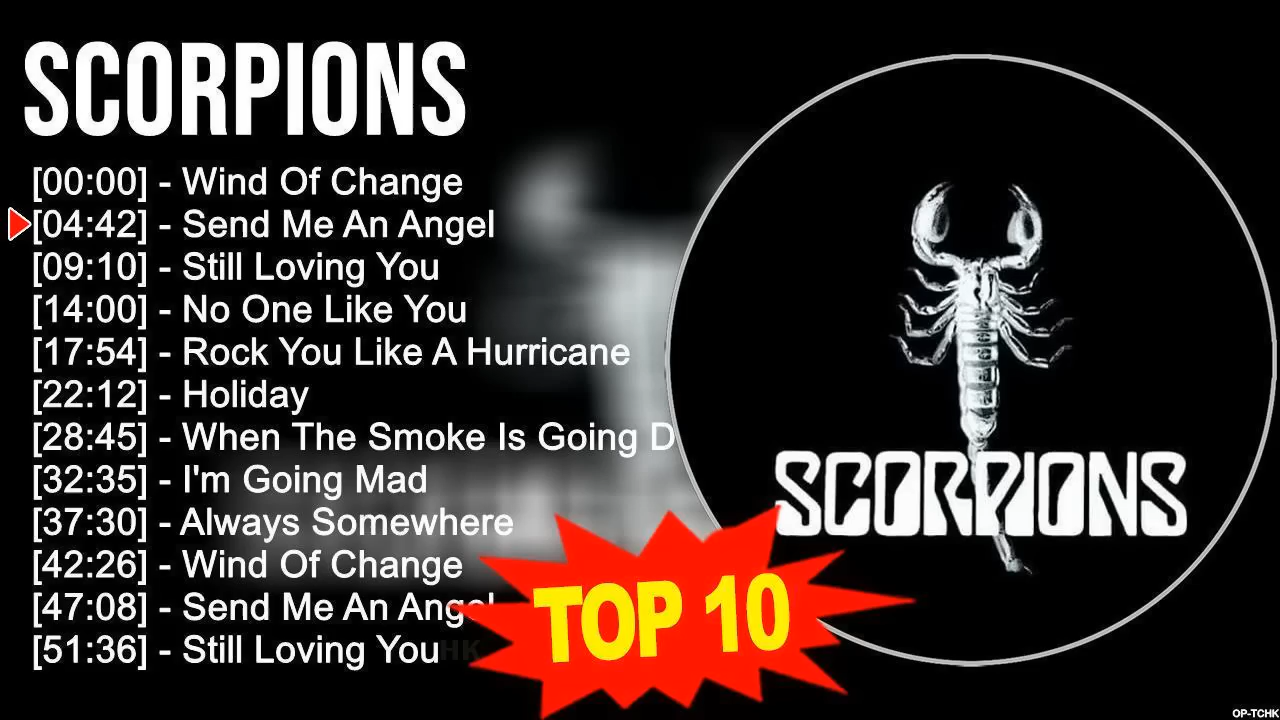 SCORPIONS
[00:00] - Wind Of Change
[04:42] - Send Me An Angel
[09:10] - Still Loving You
[14:00] - No One Like You
[17:54] - Rock You Like A Hurricane
[22:12] - Holiday
[28:45] - When The Smoke Is Going D
[32:35] - I'm Going Mad
[37:30] - Always Somewhere
[42:26] - Wind Of Change
[47:08] - Send Me An Angel
[51:36] - Still Loving You
SCORPIONS
TOP 10
OP-TCHK